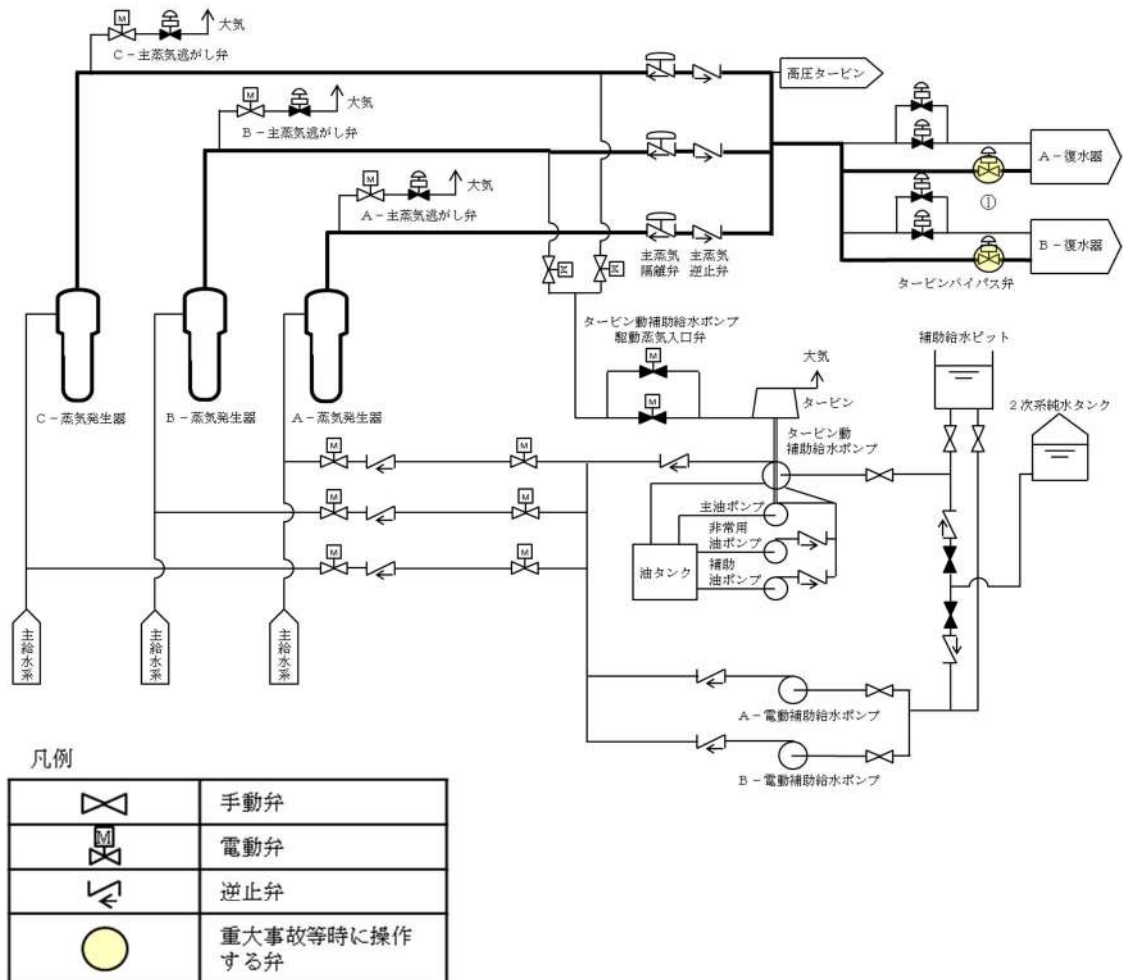 M
大気
C－主蒸気逃がし弁
M
大気
B－主蒸気逃がし弁
M
大気
A－主蒸気逃がし弁
高圧タービン
A－復水器
①
B－復水器
タービンバイパス弁
主蒸気
隔離弁
主蒸気
逆止弁
M
M
タービン動補助給水ポンプ
駆動蒸気入口弁
M
M
大気
タービン
補助給水ピット
2次系純水タンク
C－蒸気発生器
B－蒸気発生器
A－蒸気発生器
タービン動
補助給水ポンプ
M
M
M
M
M
M
主油ポンプ
非常用
油ポンプ
補助
油ポンプ
油タンク
主給水系
主給水系
主給水系
A－電動補助給水ポンプ
B－電動補助給水ポンプ
凡例
手動弁
M
電動弁
逆止弁
重大事故等時に操作
する弁